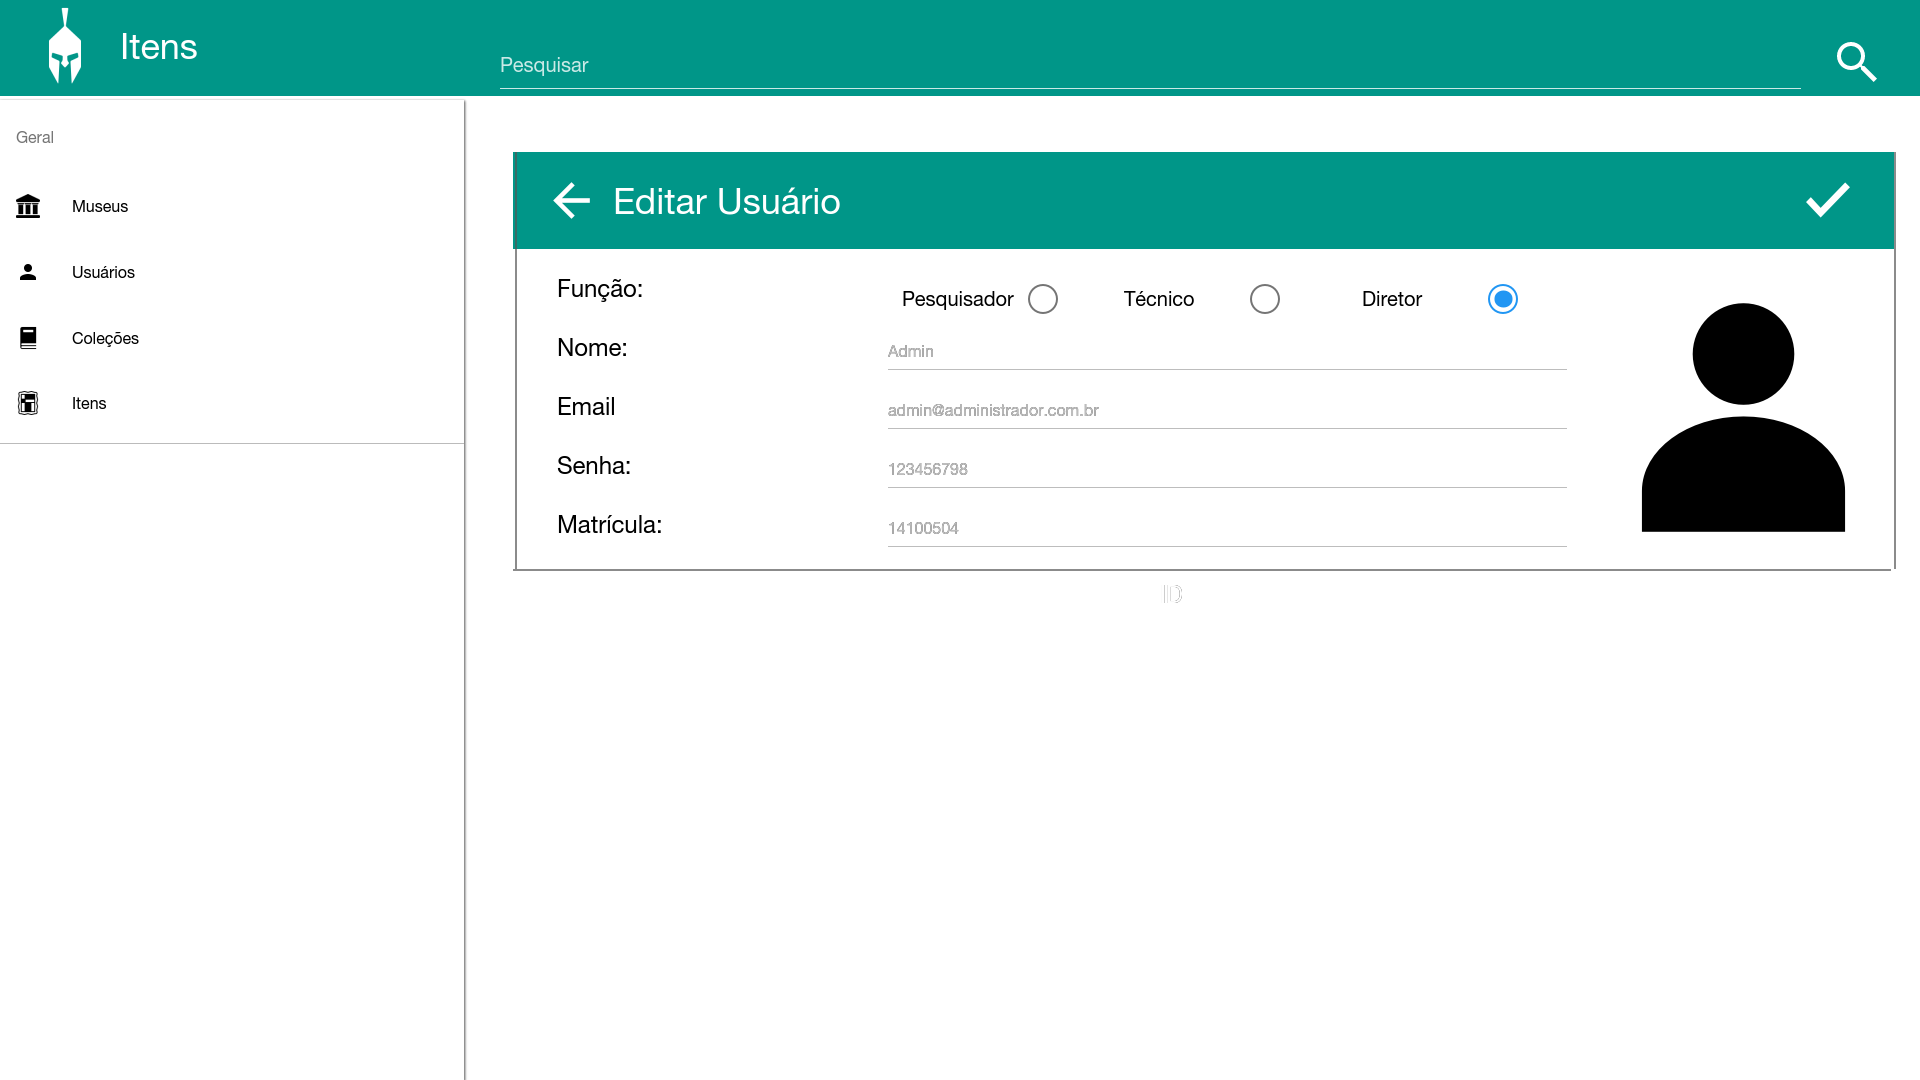 Itens
Pesquisar
Geral
Museus
Usuários
Coleções
Itens
Editar Usuário
Função:
Pesquisador Técnico Diretor
Nome: Admin
Email admin@administrador.com.br
Senha: 123456798
Matrícula: 14100504
ID